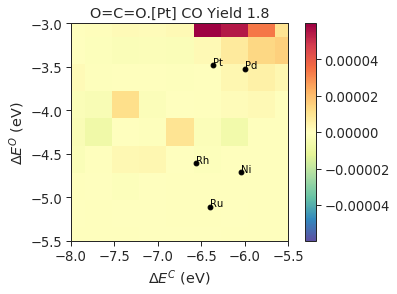 O=C=O.[Pt] CO Yield 1.8
−3.0
−3.5
−4.0
−4.5
−5.0
−5.5
ΔE^O (eV)
Pt
Pd
Rh
Ni
Ru
0.00004
0.00002
0.00000
−0.00002
−0.00004
−8.0 −7.5 −7.0 −6.5 −6.0 −5.5
ΔE^C (eV)